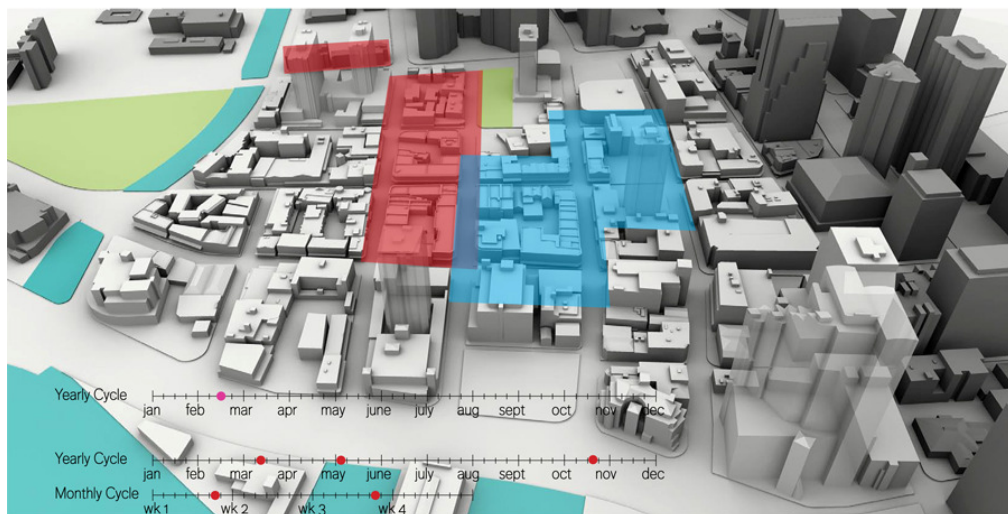 Yearly Cycle
jan feb mar apr may june july aug sept oct nov dec
Yearly Cycle
jan feb mar apr may june july aug sept oct nov dec
Monthly Cycle
wk 1 wk 2 wk 3 wk 4